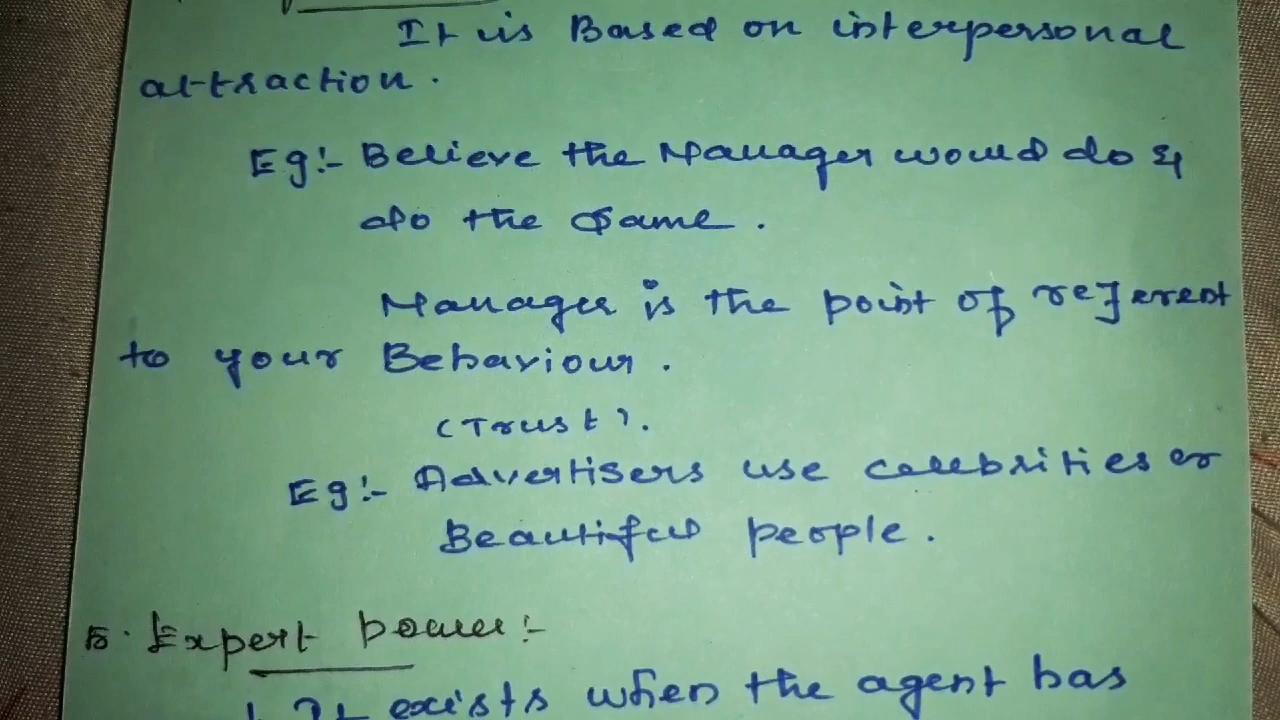 It is Based on interpersonal
attraction.
Eg:- Believe the Manager would do &
do the same.
Manager is the point of referent
to your Behaviour.
(Trust).
Eg:- Advertisers use celebrities or
Beautiful people.
5. Expert power:-
1. It exists when the agent has